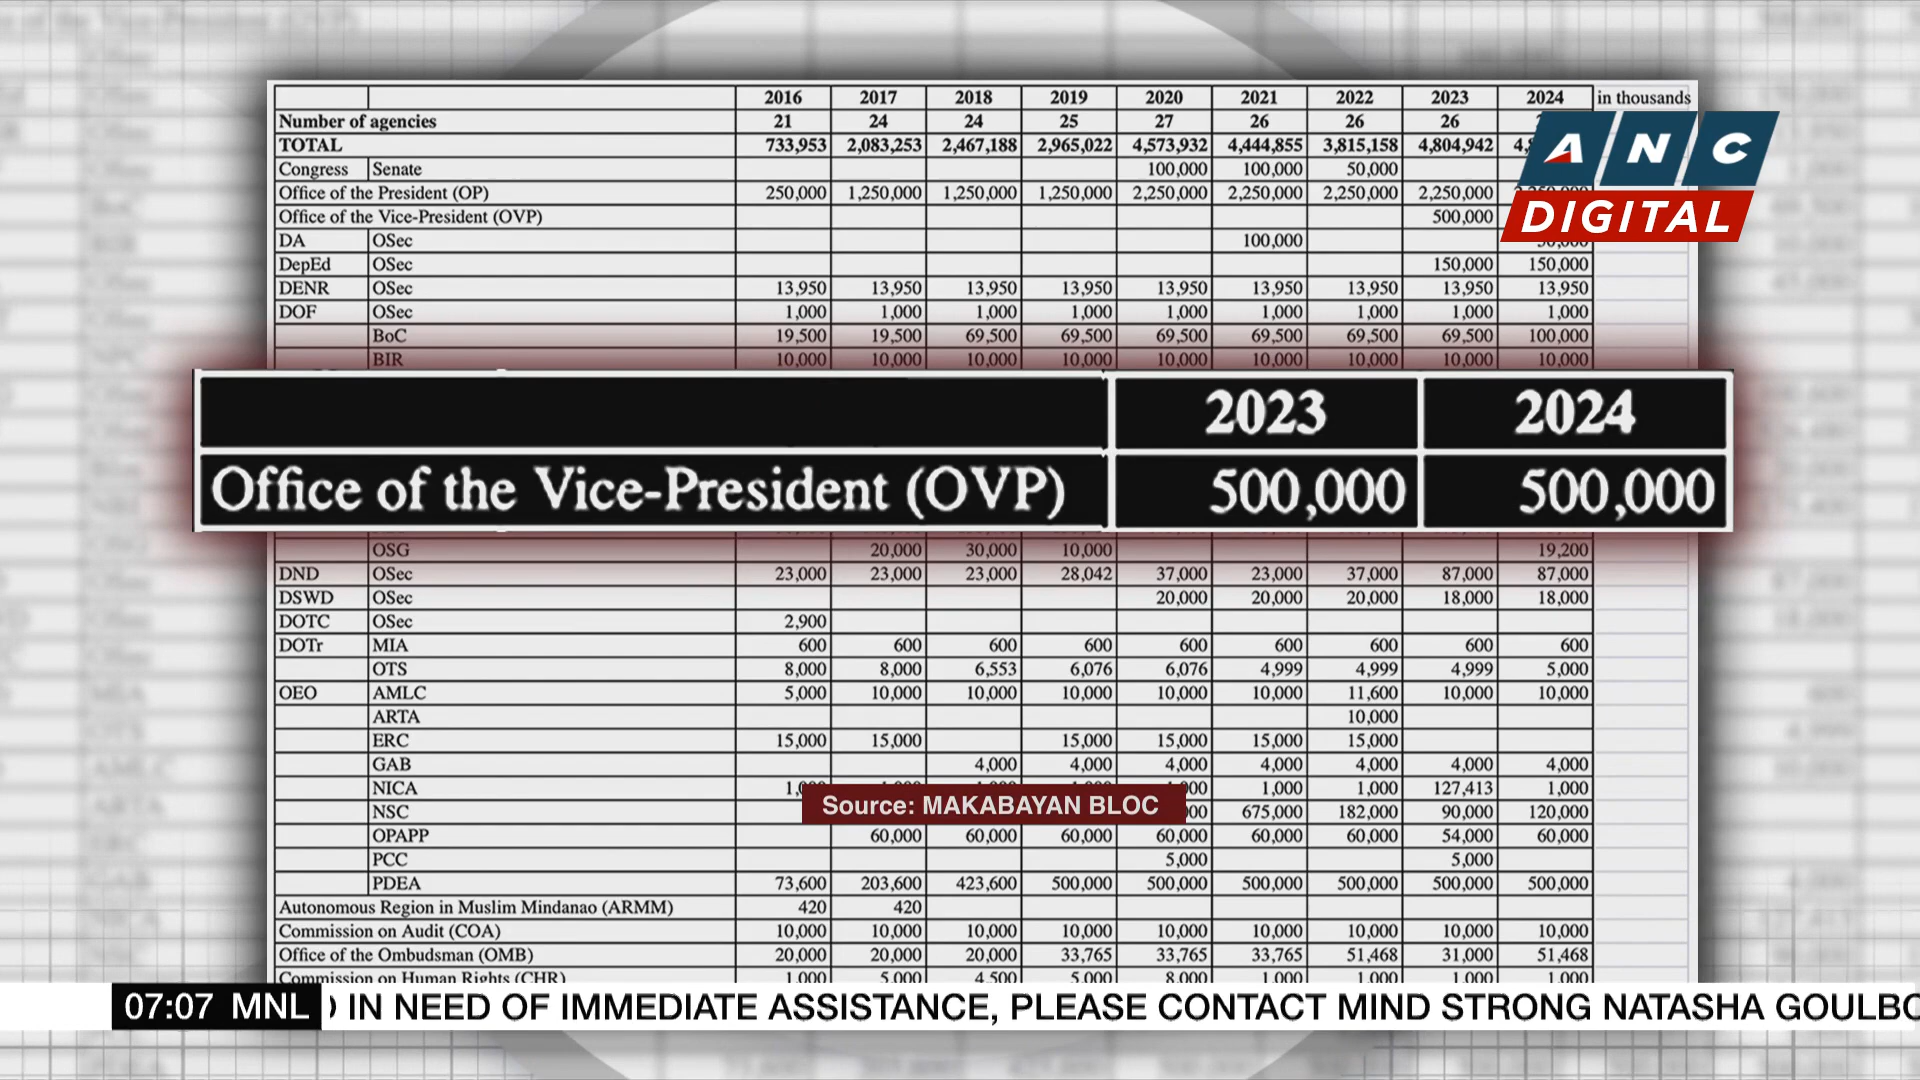 2016 2017 2018 2019 2020 2021 2022 2023 2024 in thousands
Number of agencies 21 24 24 25 27 26 26 26
TOTAL 733,953 2,083,253 2,467,188 2,965,022 4,573,932 4,444,855 3,815,158 4,804,942
Congress Senate 100,000 100,000 50,000
Office of the President (OP) 250,000 1,250,000 1,250,000 1,250,000 2,250,000 2,250,000 2,250,000 2,250,000
Office of the Vice-President (OVP) 500,000
DA OSec 100,000
DepEd OSec 150,000 150,000
DENR OSec 13,950 13,950 13,950 13,950 13,950 13,950 13,950 13,950 13,950
DOF OSec 1,000 1,000 1,000 1,000 1,000 1,000 1,000 1,000 1,000
BoC 19,500 19,500 69,500 69,500 69,500 69,500 69,500 69,500 100,000
BIR 10,000 10,000 10,000 10,000 10,000 10,000 10,000 10,000 10,000
ANC
DIGITAL
2023 2024
Office of the Vice-President (OVP) 500,000 500,000
OSG 20,000 30,000 10,000 19,200
DND OSec 23,000 23,000 23,000 28,042 37,000 23,000 37,000 87,000 87,000
DSWD OSec 20,000 20,000 20,000 18,000 18,000
DOTC OSec 2,900
DOTr MIA 600 600 600 600 600 600 600 600 600
OTS 8,000 8,000 6,553 6,076 6,076 4,999 4,999 4,999 5,000
OEO AMLC 5,000 10,000 10,000 10,000 10,000 10,000 11,600 10,000 10,000
ARTA 10,000
ERC 15,000 15,000 15,000 15,000 15,000 15,000
GAB 4,000 4,000 4,000 4,000 4,000 4,000 4,000
NICA 1,000 1,000 127,413 1,000
NSC 675,000 182,000 90,000 120,000
Source: MAKABAYAN BLOC
OPAPP 60,000 60,000 60,000 60,000 60,000 60,000 54,000 60,000
PCC 5,000 5,000
PDEA 73,600 203,600 423,600 500,000 500,000 500,000 500,000 500,000 500,000
Autonomous Region in Muslim Mindanao (ARMM) 420 420
Commission on Audit (COA) 10,000 10,000 10,000 10,000 10,000 10,000 10,000 10,000 10,000
Office of the Ombudsman (OMB) 20,000 20,000 20,000 33,765 33,765 33,765 51,468 31,000 51,468
Commission on Human Rights (CHR) 1,000 5,000 4,500 5,000 8,000 1,000 1,000 1,000 1,000
07:07 MNL IN NEED OF IMMEDIATE ASSISTANCE, PLEASE CONTACT MIND STRONG NATASHA